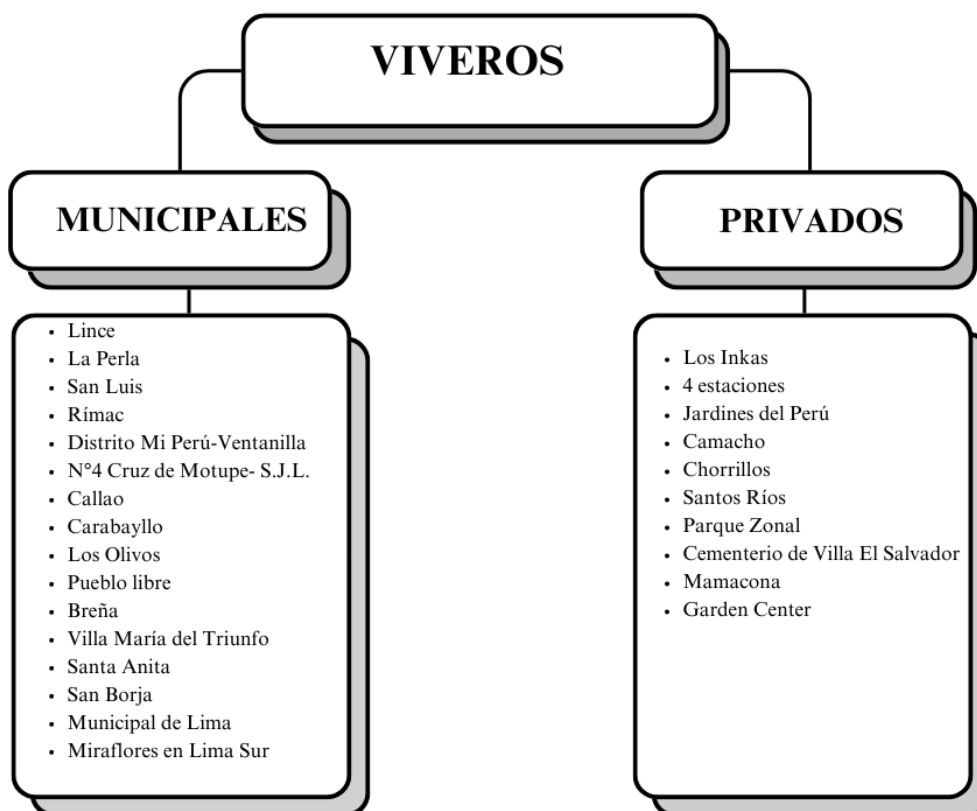 VIVEROS
MUNICIPALES
• Lince
• La Perla
• San Luis
• Rímac
• Distrito Mi Perú-Ventanilla
• N°4 Cruz de Motupe- S.J.L.
• Callao
• Carabayllo
• Los Olivos
• Pueblo libre
• Breña
• Villa María del Triunfo
• Santa Anita
• San Borja
• Municipal de Lima
• Miraflores en Lima Sur
PRIVADOS
• Los Inkas
• 4 estaciones
• Jardines del Perú
• Camacho
• Chorrillos
• Santos Ríos
• Parque Zonal
• Cementerio de Villa El Salvador
• Mamacona
• Garden Center